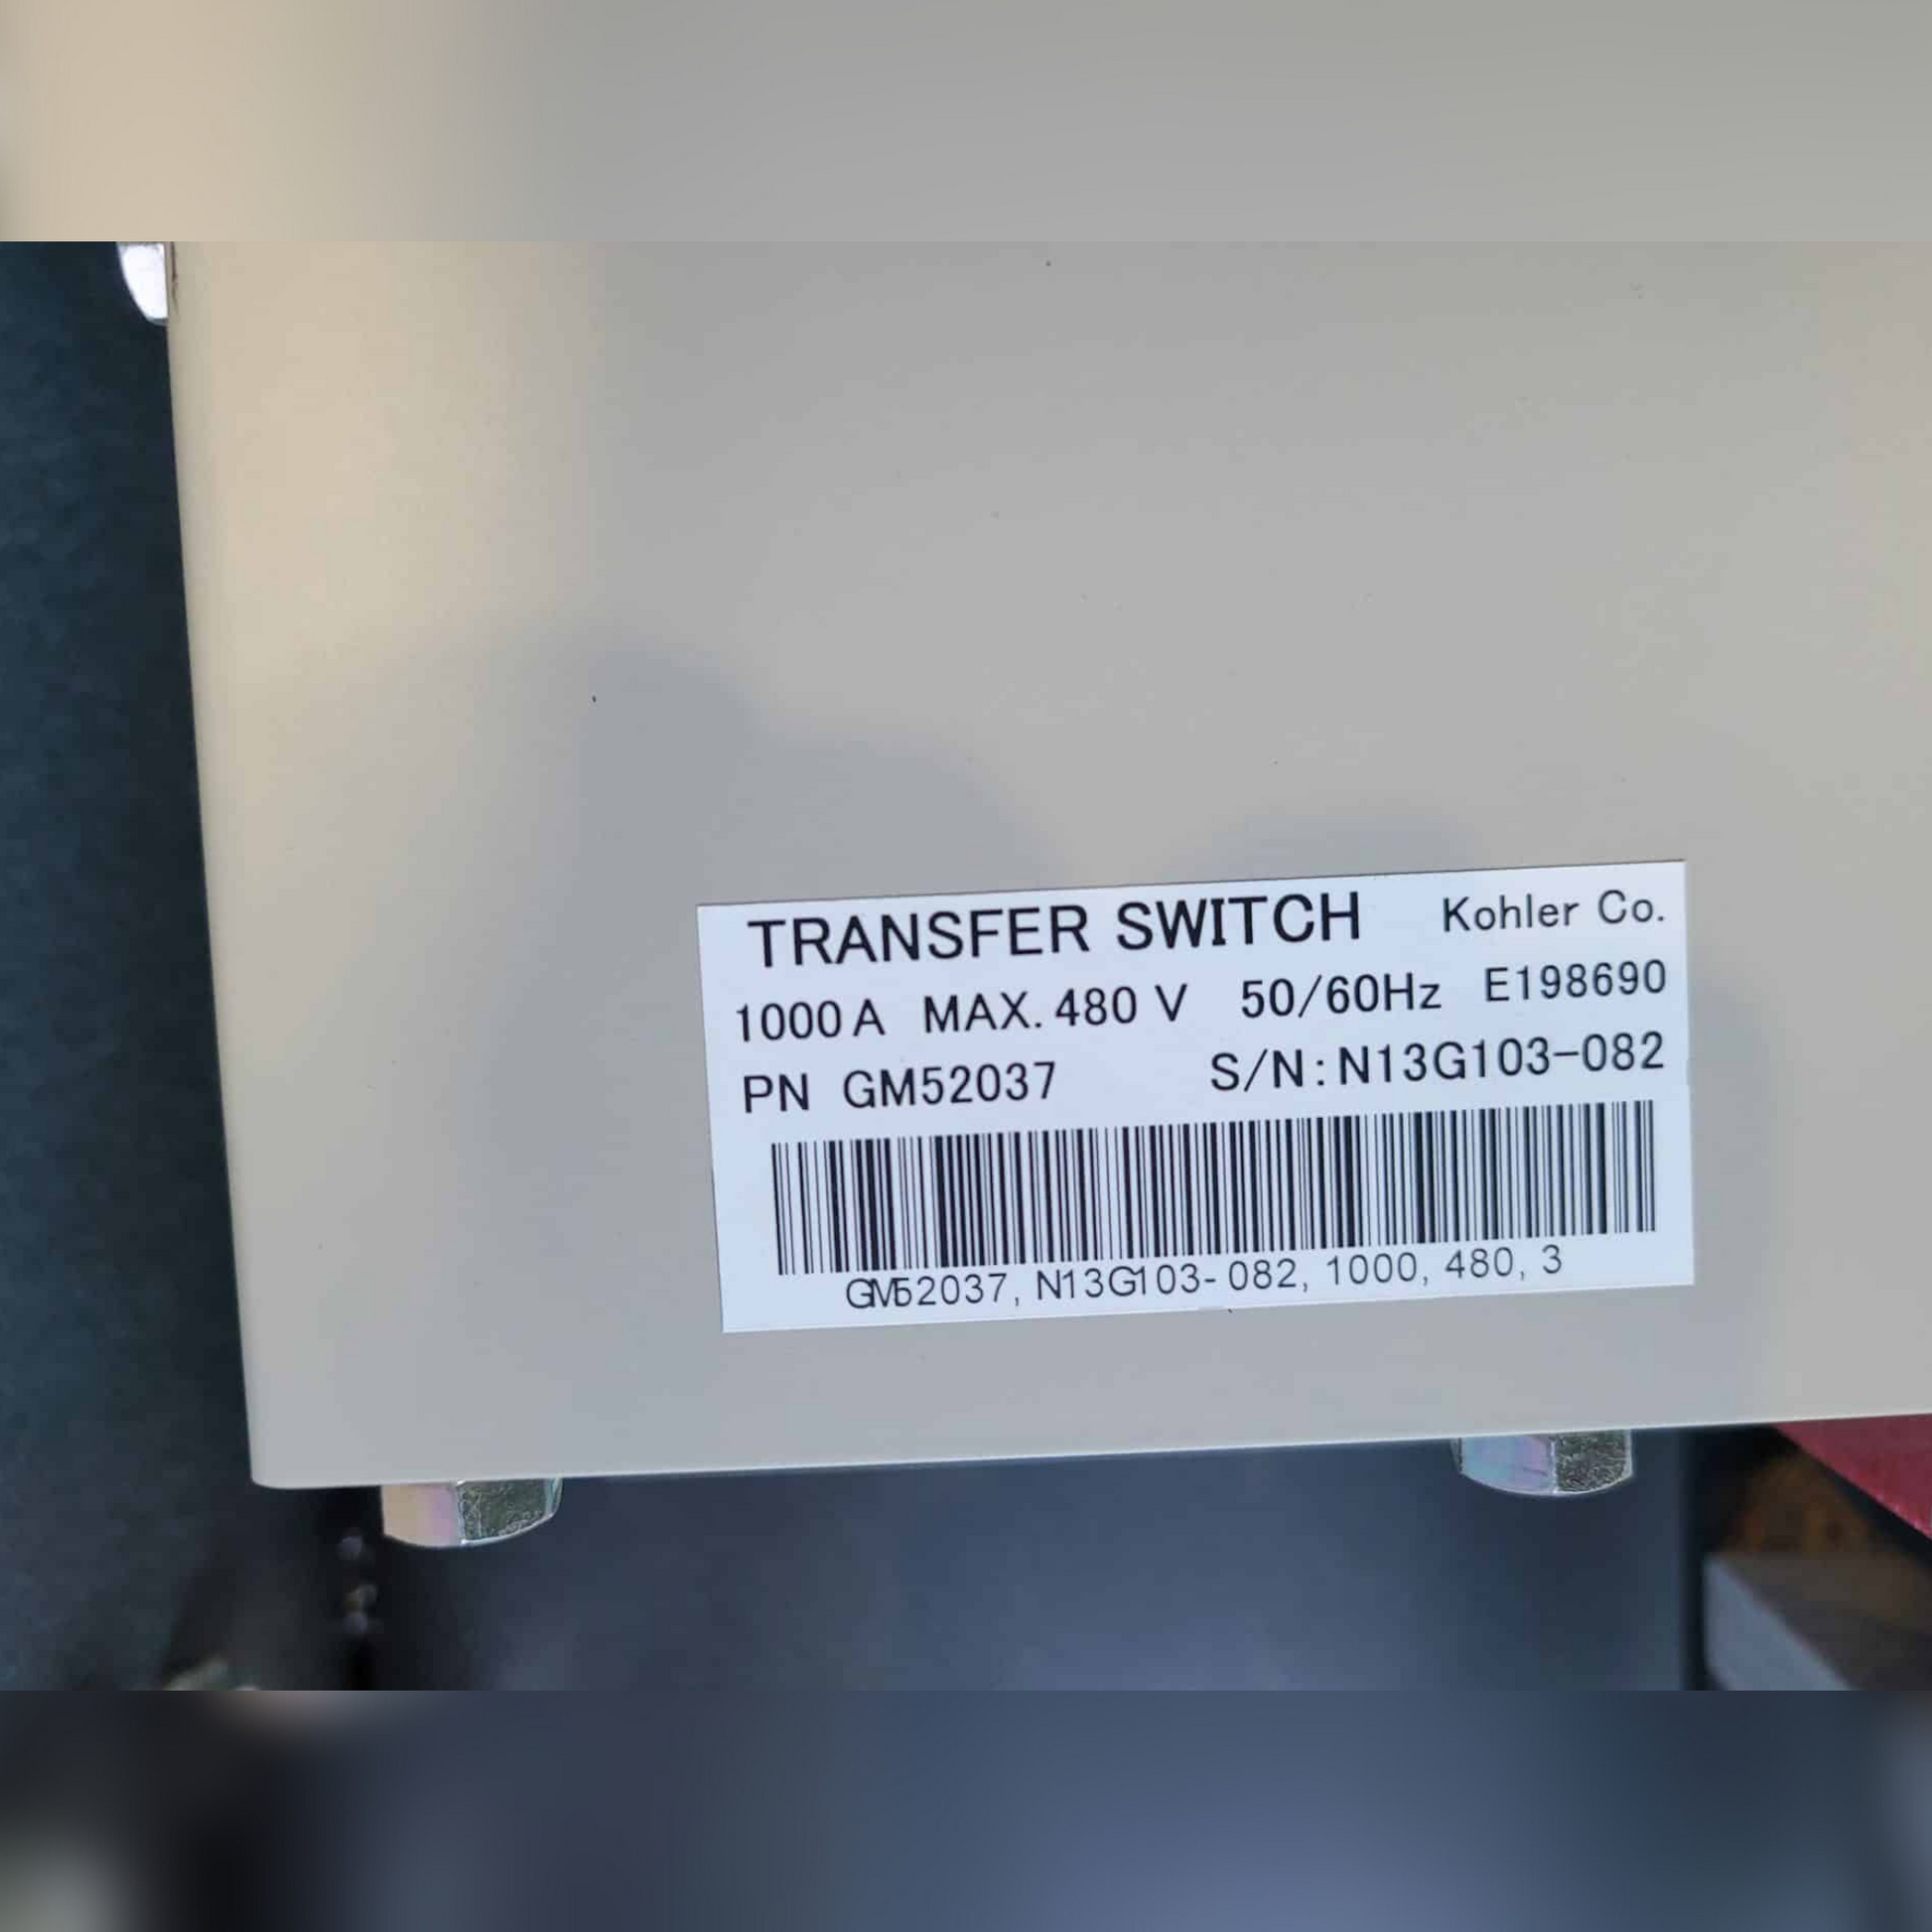 TRANSFER SWITCH Kohler Co.
1000 A MAX. 480 V 50/60Hz E198690
PN GM52037 S/N:N13G103-082
GM52037, N13G103-082, 1000, 480, 3